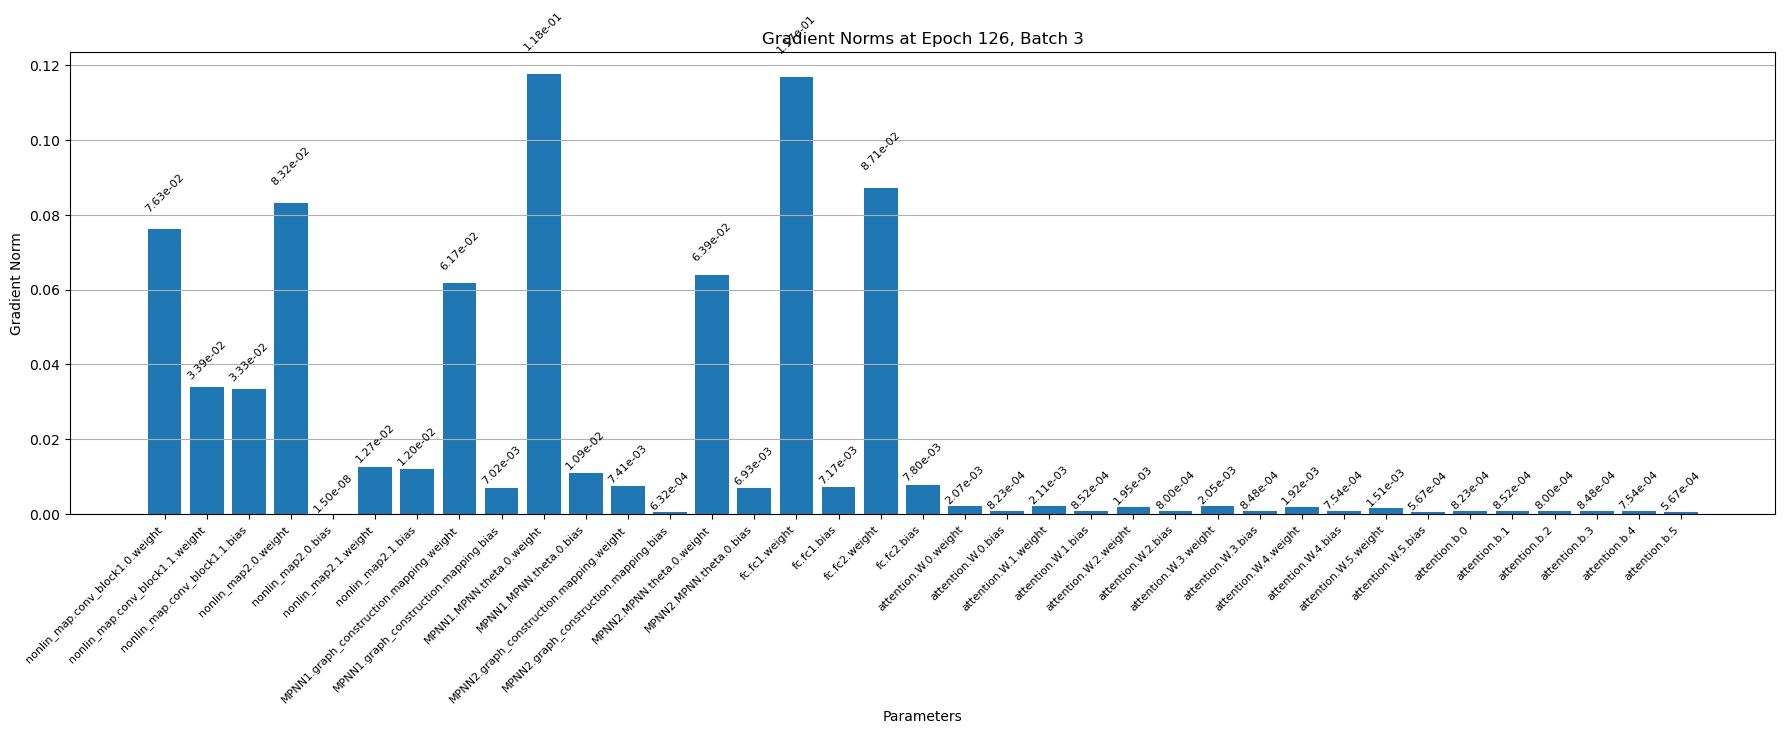 Gradient Norms at Epoch 126, Batch 3
Gradient Norm
0.12
0.10
0.08
0.06
0.04
0.02
0.00
7.63e-02
3.39e-02
3.33e-02
8.32e-02
1.50e-08
1.27e-02
1.20e-02
6.17e-02
7.02e-03
1.18e-01
1.09e-02
7.41e-03
6.32e-04
6.39e-02
6.93e-03
1.17e-01
7.17e-03
8.71e-02
7.80e-03
2.07e-03
8.23e-04
2.11e-03
8.52e-04
1.95e-03
8.00e-04
2.05e-03
8.48e-04
1.92e-03
7.54e-04
1.51e-03
5.67e-04
8.23e-04
8.52e-04
8.00e-04
8.48e-04
7.54e-04
5.67e-04
nonlin_map.conv_block1.0.weight
nonlin_map.conv_block1.1.weight
nonlin_map.conv_block1.1.bias
nonlin_map2.0.weight
nonlin_map2.0.bias
nonlin_map2.1.weight
nonlin_map2.1.bias
MPNN1.graph_construction.mapping.weight
MPNN1.graph_construction.mapping.bias
MPNN1.MPNN.theta.0.weight
MPNN1.MPNN.theta.0.bias
MPNN2.graph_construction.mapping.weight
MPNN2.graph_construction.mapping.bias
MPNN2.MPNN.theta.0.weight
MPNN2.MPNN.theta.0.bias
fc.fc1.weight
fc.fc1.bias
fc.fc2.weight
fc.fc2.bias
attention.W.0.weight
attention.W.0.bias
attention.W.1.weight
attention.W.1.bias
attention.W.2.weight
attention.W.2.bias
attention.W.3.weight
attention.W.3.bias
attention.W.4.weight
attention.W.4.bias
attention.W.5.weight
attention.W.5.bias
attention.b.0
attention.b.1
attention.b.2
attention.b.3
attention.b.4
attention.b.5
Parameters